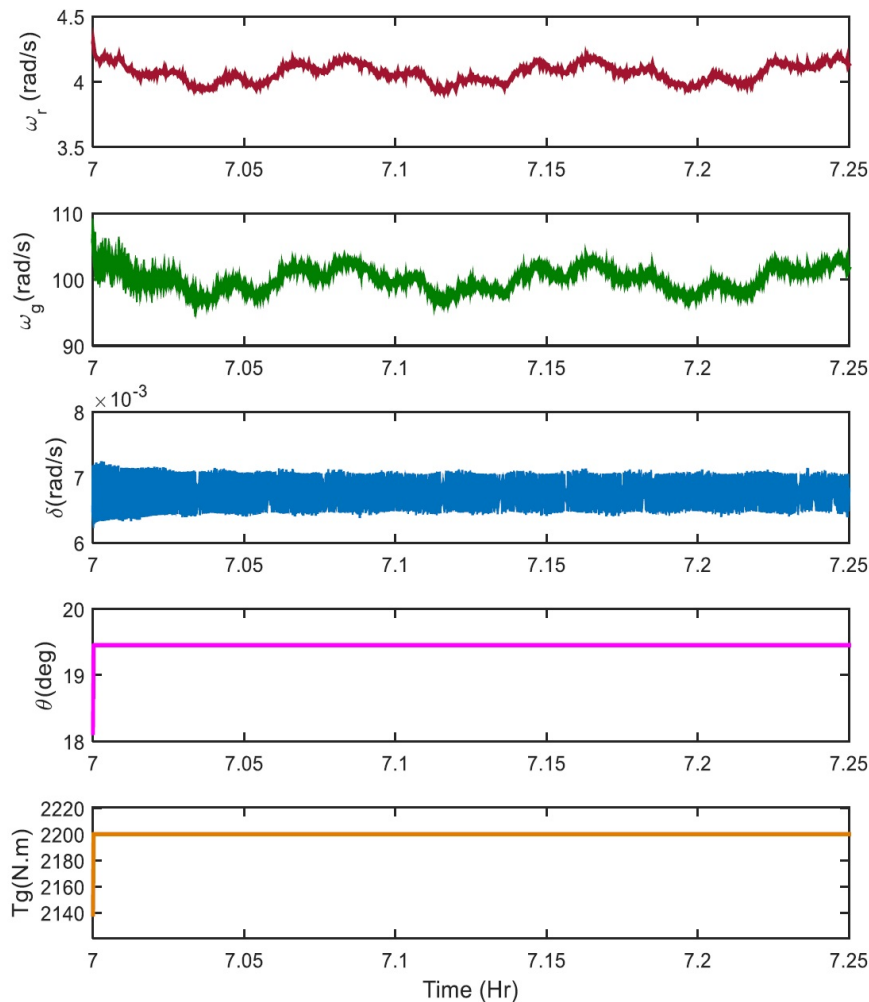 4.5
4
3.5
ω_r (rad/s)
7 7.05 7.1 7.15 7.2 7.25
110
100
90
ω_g (rad/s)
7 7.05 7.1 7.15 7.2 7.25
×10^-3
8
7
6
δ(rad/s)
7 7.05 7.1 7.15 7.2 7.25
20
19
18
θ(deg)
7 7.05 7.1 7.15 7.2 7.25
2220
2200
2180
2160
2140
Tg(N.m)
7 7.05 7.1 7.15 7.2 7.25
Time (Hr)